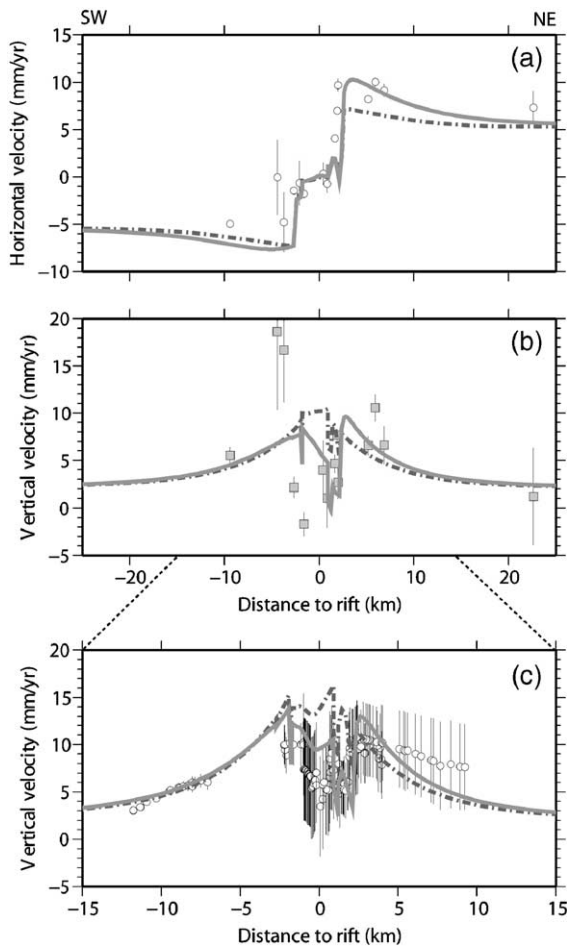 SW NE
(a)
Horizontal velocity (mm/yr)
15
10
5
0
−5
−10
(b)
Vertical velocity (mm/yr)
20
15
10
5
0
−5
−20 −10 0 10 20
Distance to rift (km)
(c)
Vertical velocity (mm/yr)
20
15
10
5
0
−5
−15 −10 −5 0 5 10 15
Distance to rift (km)